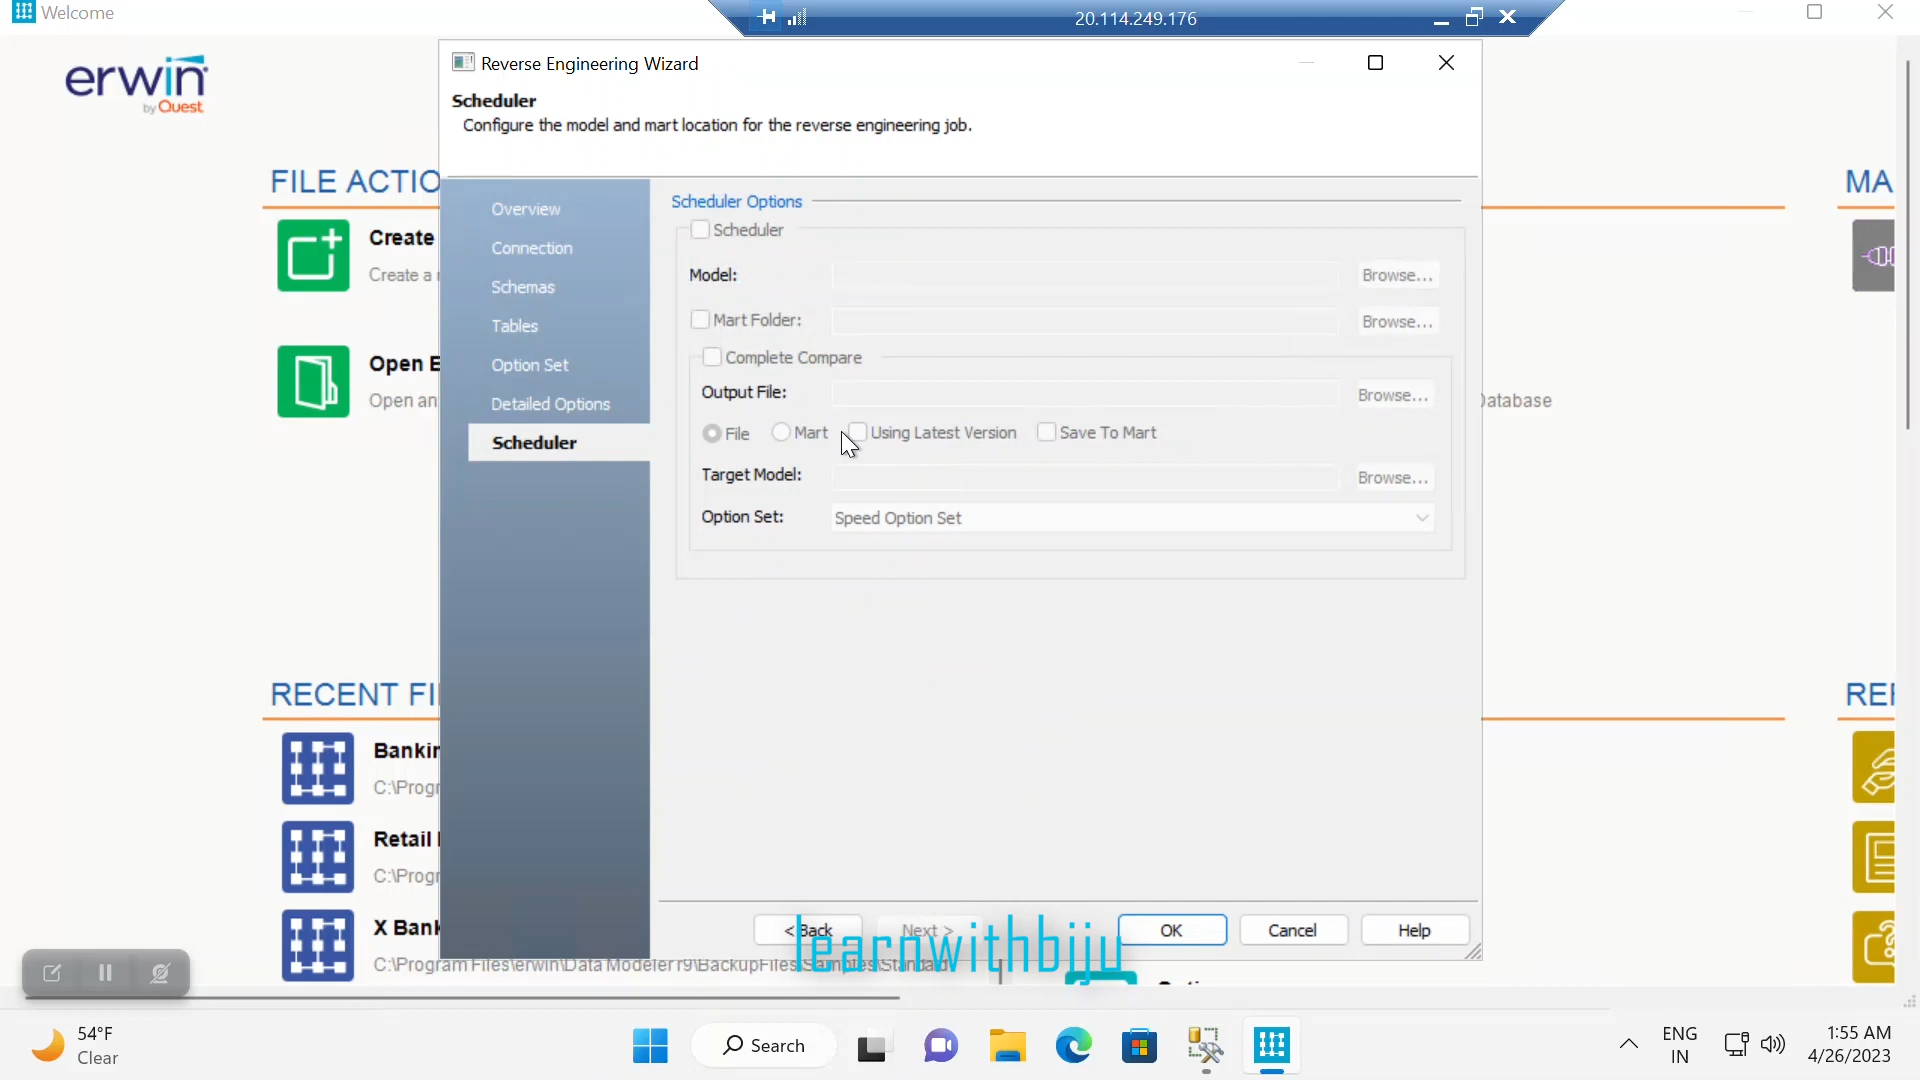 Welcome
20.114.249.176
erwin
by Quest
Reverse Engineering Wizard
Scheduler
Configure the model and mart location for the reverse engineering job.
FILE ACTIO
MA
Overview
Connection
Schemas
Tables
Option Set
Detailed Options
Scheduler
Scheduler Options
Scheduler
Model:
Browse...
Mart Folder:
Browse...
Complete Compare
Output File:
Browse...
File
Mart
Using Latest Version
Save To Mart
Target Model:
Browse...
Option Set:
Speed Option Set
Create
Create a
Open E
Open an
Database
RECENT FI
REI
Bankin
C:\Progr
Retail
C:\Progr
X Bank
C:\Program Files\erwin\Data Modeler r9\BackupFiles\Samples\Standard
< Back
Next >
OK
Cancel
Help
learnwithbiju
54°F
Clear
Search
ENG
IN
1:55 AM
4/26/2023